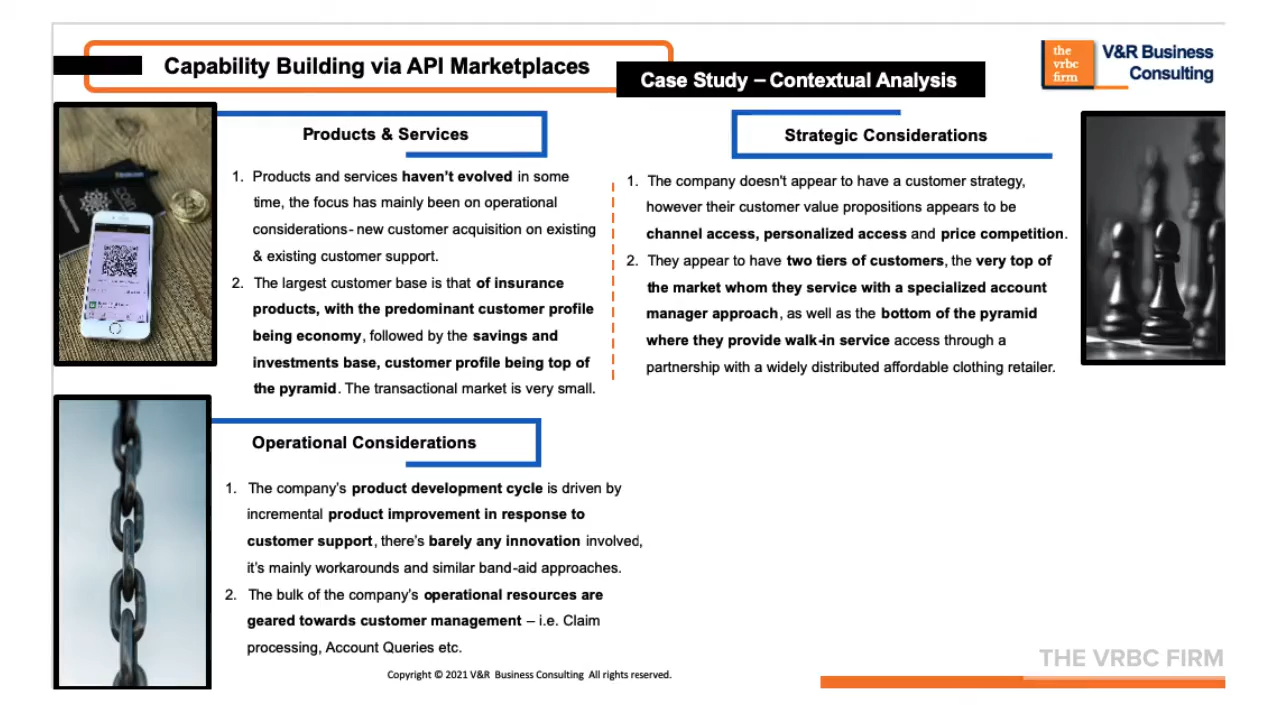 Capability Building via API Marketplaces
Case Study – Contextual Analysis
the
vrbc
firm
V&R Business
Consulting
Products & Services
1. Products and services haven't evolved in some
time, the focus has mainly been on operational
considerations- new customer acquisition on existing
& existing customer support.
2. The largest customer base is that of insurance
products, with the predominant customer profile
being economy, followed by the savings and
investments base, customer profile being top of
the pyramid. The transactional market is very small.
Strategic Considerations
1. The company doesn't appear to have a customer strategy,
however their customer value propositions appears to be
channel access, personalized access and price competition.
2. They appear to have two tiers of customers, the very top of
the market whom they service with a specialized account
manager approach, as well as the bottom of the pyramid
where they provide walk-in service access through a
partnership with a widely distributed affordable clothing retailer.
Operational Considerations
1. The company's product development cycle is driven by
incremental product improvement in response to
customer support, there's barely any innovation involved,
it's mainly workarounds and similar band-aid approaches.
2. The bulk of the company's operational resources are
geared towards customer management – i.e. Claim
processing, Account Queries etc.
Copyright © 2021 V&R Business Consulting All rights reserved.
THE VRBC FIRM